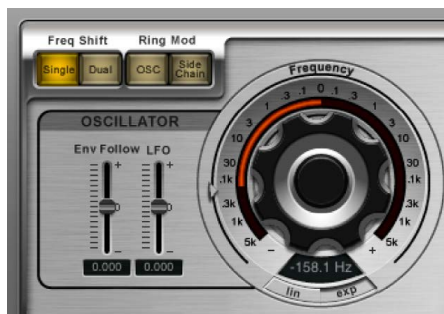 Freq Shift
Ring Mod
Single
Dual
OSC
Side
Chain
OSCILLATOR
Env Follow
LFO
+
+
–
–
0.000
0.000
Frequency
5k
1k
.3k
.1k
30
10
3
1
.3
.1
0
.1
.3
1
3
10
30
.1k
.3k
1k
5k
–
+
-158.1 Hz
lin
exp